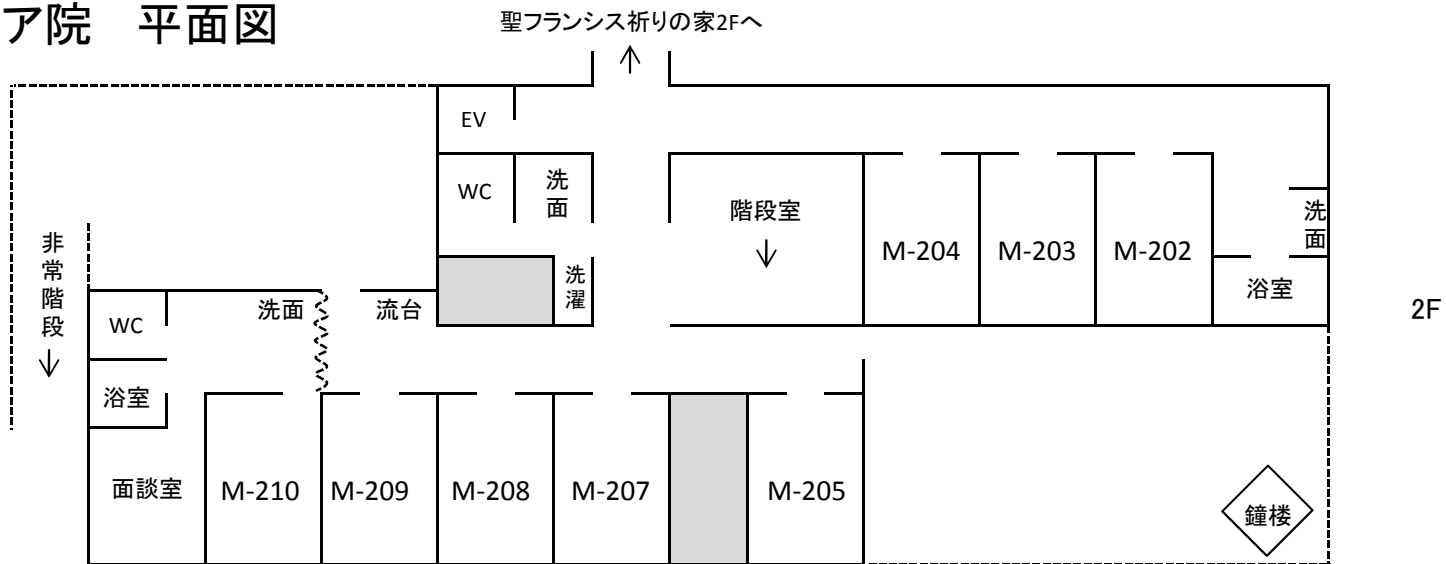 ア院 平面図
聖フランシス祈りの家2Fへ
↑
EV
WC
洗面
階段室
↓
M-204
M-203
M-202
洗面
浴室
2F
非常階段
↓
WC
洗面
流台
洗濯
浴室
面談室
M-210
M-209
M-208
M-207
M-205
鐘楼